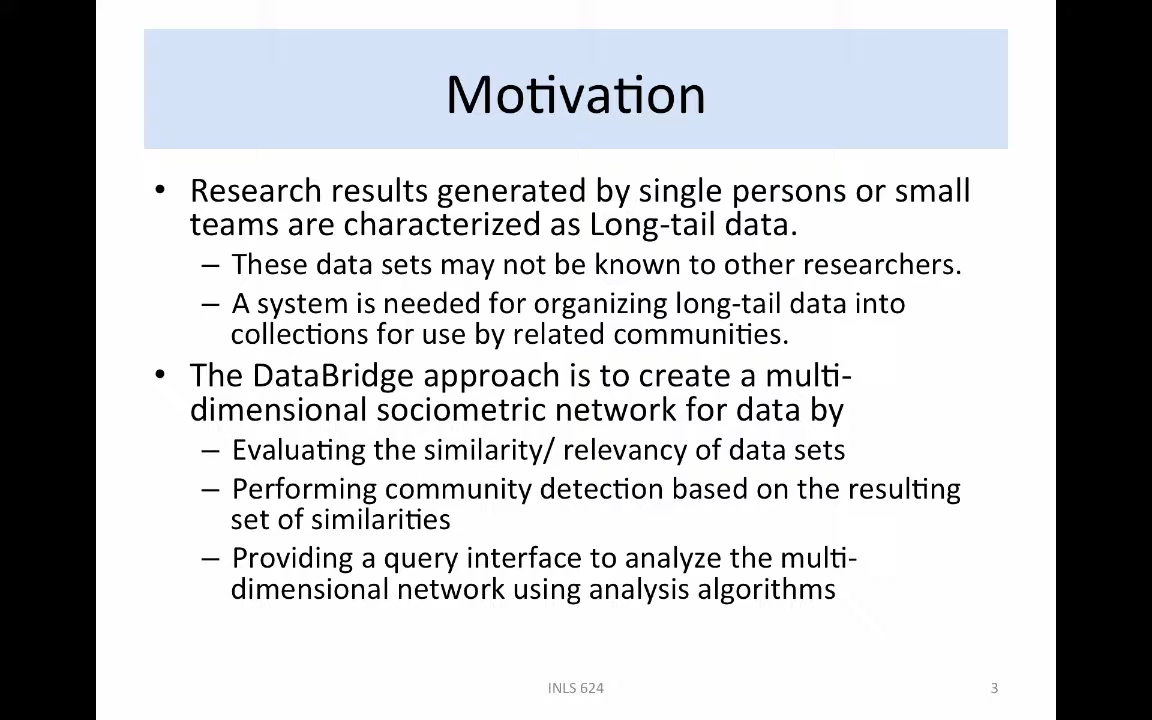 Motivation
• Research results generated by single persons or small
teams are characterized as Long-tail data.
– These data sets may not be known to other researchers.
– A system is needed for organizing long-tail data into
collections for use by related communities.
• The DataBridge approach is to create a multi-
dimensional sociometric network for data by
– Evaluating the similarity/ relevancy of data sets
– Performing community detection based on the resulting
set of similarities
– Providing a query interface to analyze the multi-
dimensional network using analysis algorithms
INLS 624
3